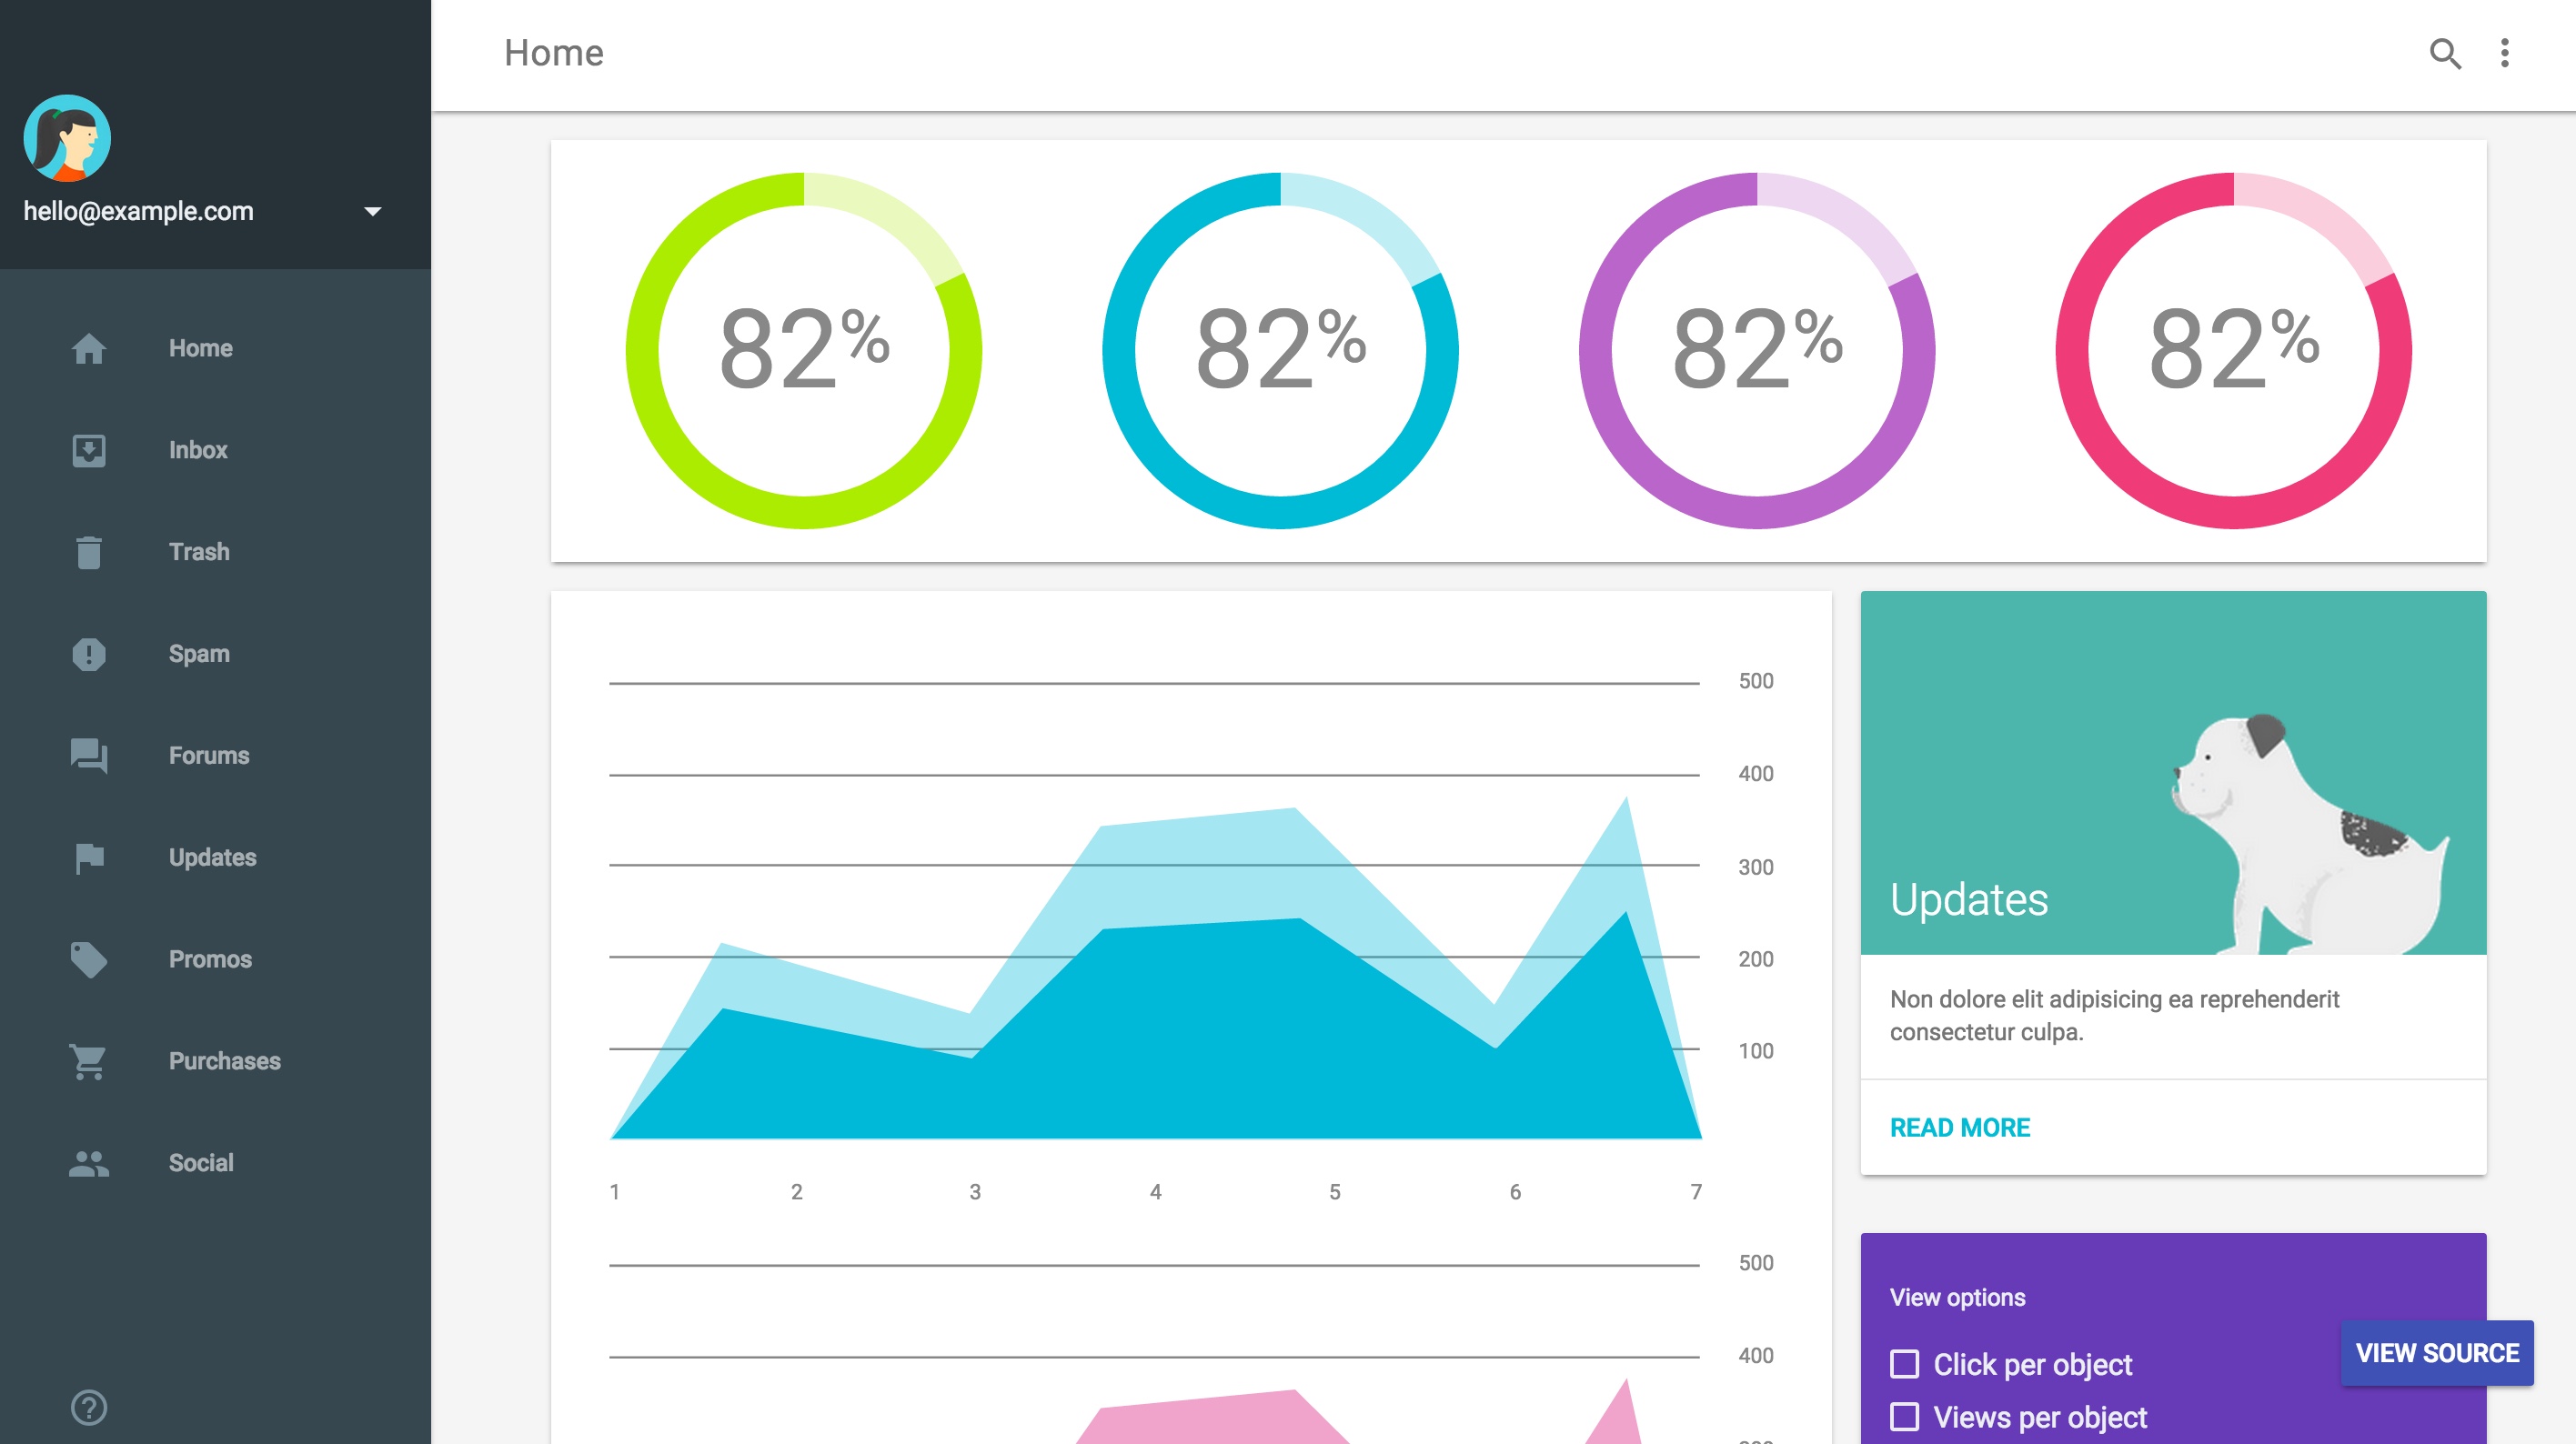 Home
hello@example.com
Home
Inbox
Trash
Spam
Forums
Updates
Promos
Purchases
Social
82%
82%
82%
82%
500
400
300
200
100
1 2 3 4 5 6 7
500
400
Updates
Non dolore elit adipisicing ea reprehenderit
consectetur culpa.
READ MORE
View options
Click per object
Views per object
VIEW SOURCE